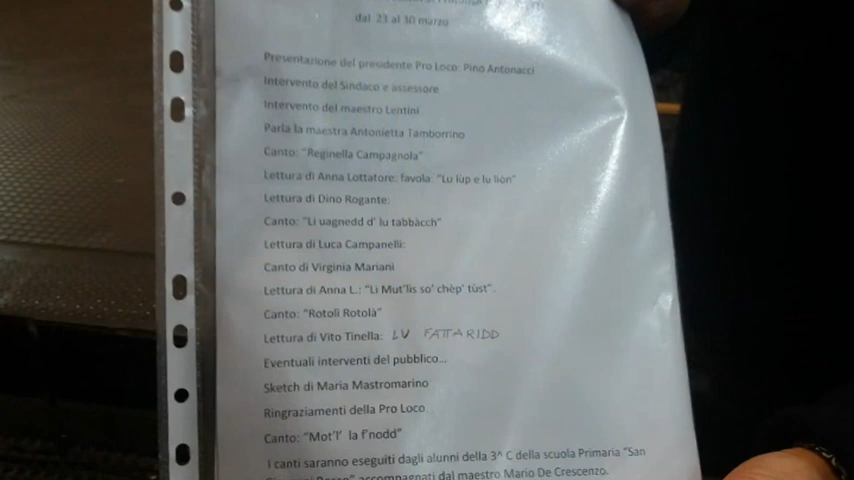 dal 23 al 30 marzo
Presentazione del presidente Pro Loco: Pino Antonacci
Intervento del Sindaco e assessore
Intervento del maestro Lentini
Parla la maestra Antonietta Tamborrino
Canto: "Reginella Campagnola"
Lettura di Anna Lottatore: favola: "Lu lùp e lu liòn"
Lettura di Dino Rogante:
Canto: "Li uagnedd d' lu tabbàcch"
Lettura di Luca Campanelli:
Canto di Virginia Mariani
Lettura di Anna L.: "Li Mut'lìs so' chèp' tùst".
Canto: "Rotolì Rotolà"
Lettura di Vito Tinella: LU FATTARIDD
Eventuali interventi del pubblico...
Sketch di Maria Mastromarino
Ringraziamenti della Pro Loco
Canto: "Mot'l' la f'nodd"
I canti saranno eseguiti dagli alunni della 3^ C della scuola Primaria "San
accompagnati dal maestro Mario De Crescenzo.